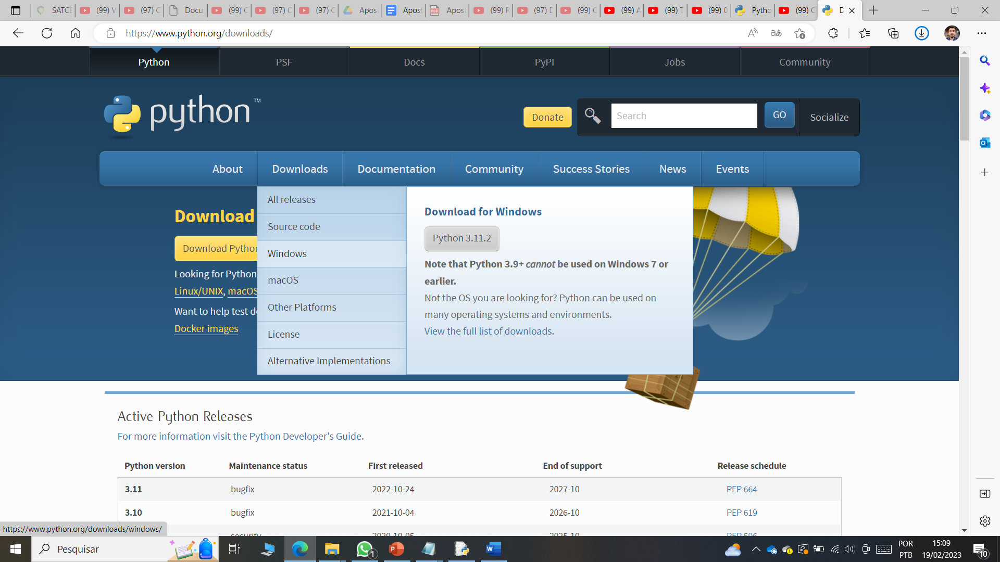 SATCE
(99) V
(97) C
Docu
(99) C
(97) C
(97) C
Apost
Apost
Apost
(99) R
(97) D
(99) C
(99) A
(99) T
(99) 0
Pytho
(99) C
D
https://www.python.org/downloads/
Python
PSF
Docs
PyPI
Jobs
Community
python™
Donate
Search
GO
Socialize
About
Downloads
Documentation
Community
Success Stories
News
Events
All releases
Source code
Windows
macOS
Other Platforms
License
Alternative Implementations
Download for Windows
Python 3.11.2
Note that Python 3.9+ cannot be used on Windows 7 or
earlier.
Not the OS you are looking for? Python can be used on
many operating systems and environments.
View the full list of downloads.
Download
Download Python
Looking for Python
Linux/UNIX, macOS
Want to help test de
Docker images
Active Python Releases
For more information visit the Python Developer's Guide.
Python version Maintenance status First released End of support Release schedule
3.11 bugfix 2022-10-24 2027-10 PEP 664
3.10 bugfix 2021-10-04 2026-10 PEP 619
security 2020-10-05 2025-10 PEP 596
https://www.python.org/downloads/windows/
Pesquisar
1
POR
PTB
15:09
19/02/2023
10